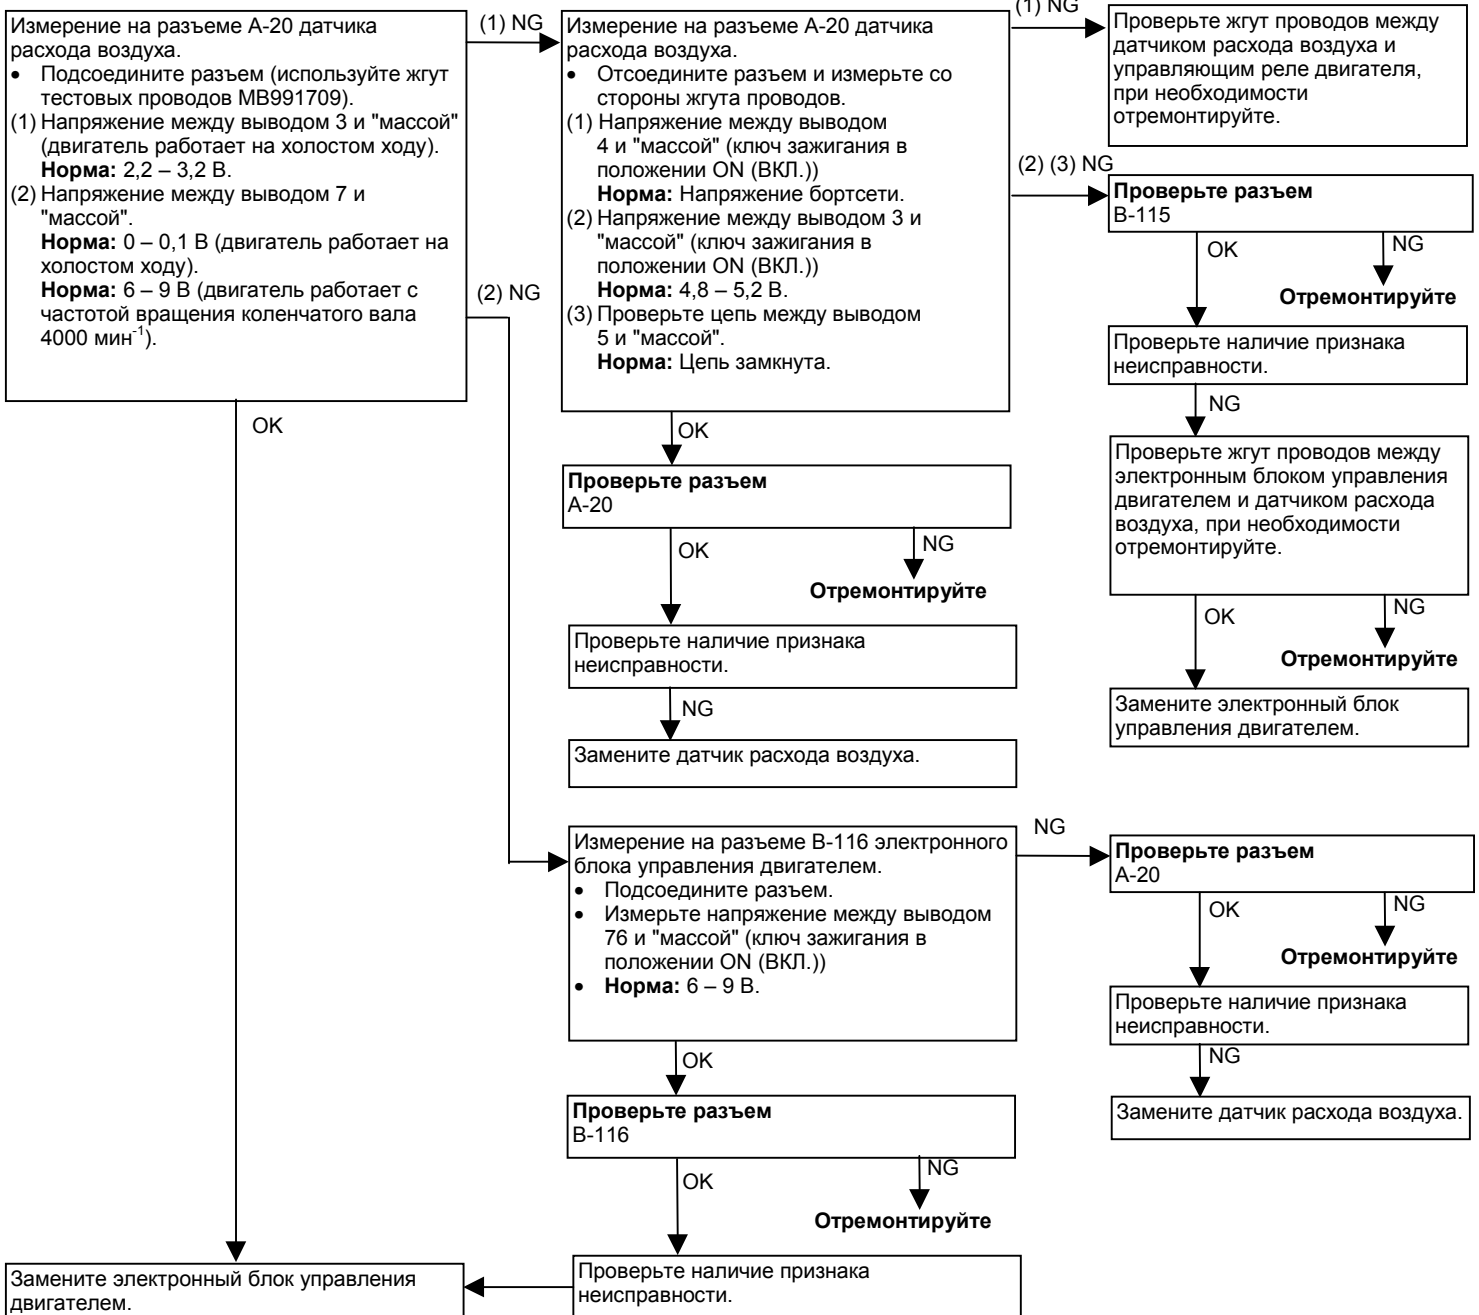 Измерение на разъеме А-20 датчика
расхода воздуха.
• Подсоедините разъем (используйте жгут
тестовых проводов MB991709).
(1) Напряжение между выводом 3 и "массой"
(двигатель работает на холостом ходу).
Норма: 2,2 – 3,2 В.
(2) Напряжение между выводом 7 и
"массой".
Норма: 0 – 0,1 В (двигатель работает на
холостом ходу).
Норма: 6 – 9 В (двигатель работает с
частотой вращения коленчатого вала
4000 мин-1).
(1) NG
(2) NG
OK
Измерение на разъеме А-20 датчика
расхода воздуха.
• Отсоедините разъем и измерьте со
стороны жгута проводов.
(1) Напряжение между выводом
4 и "массой" (ключ зажигания в
положении ON (ВКЛ.))
Норма: Напряжение бортсети.
(2) Напряжение между выводом 3 и
"массой" (ключ зажигания в
положении ON (ВКЛ.))
Норма: 4,8 – 5,2 В.
(3) Проверьте цепь между выводом
5 и "массой".
Норма: Цепь замкнута.
(1) NG
Проверьте жгут проводов между
датчиком расхода воздуха и
управляющим реле двигателя,
при необходимости
отремонтируйте.
(2) (3) NG
Проверьте разъем
В-115
OK
NG
Отремонтируйте
Проверьте наличие признака
неисправности.
NG
Проверьте жгут проводов между
электронным блоком управления
двигателем и датчиком расхода
воздуха, при необходимости
отремонтируйте.
OK
NG
Отремонтируйте
Замените электронный блок
управления двигателем.
OK
Проверьте разъем
А-20
OK
NG
Отремонтируйте
Проверьте наличие признака
неисправности.
NG
Замените датчик расхода воздуха.
Измерение на разъеме В-116 электронного
блока управления двигателем.
• Подсоедините разъем.
• Измерьте напряжение между выводом
76 и "массой" (ключ зажигания в
положении ON (ВКЛ.))
• Норма: 6 – 9 В.
NG
Проверьте разъем
А-20
OK
NG
Отремонтируйте
Проверьте наличие признака
неисправности.
NG
Замените датчик расхода воздуха.
OK
Проверьте разъем
В-116
OK
NG
Отремонтируйте
Проверьте наличие признака
неисправности.
Замените электронный блок управления
двигателем.